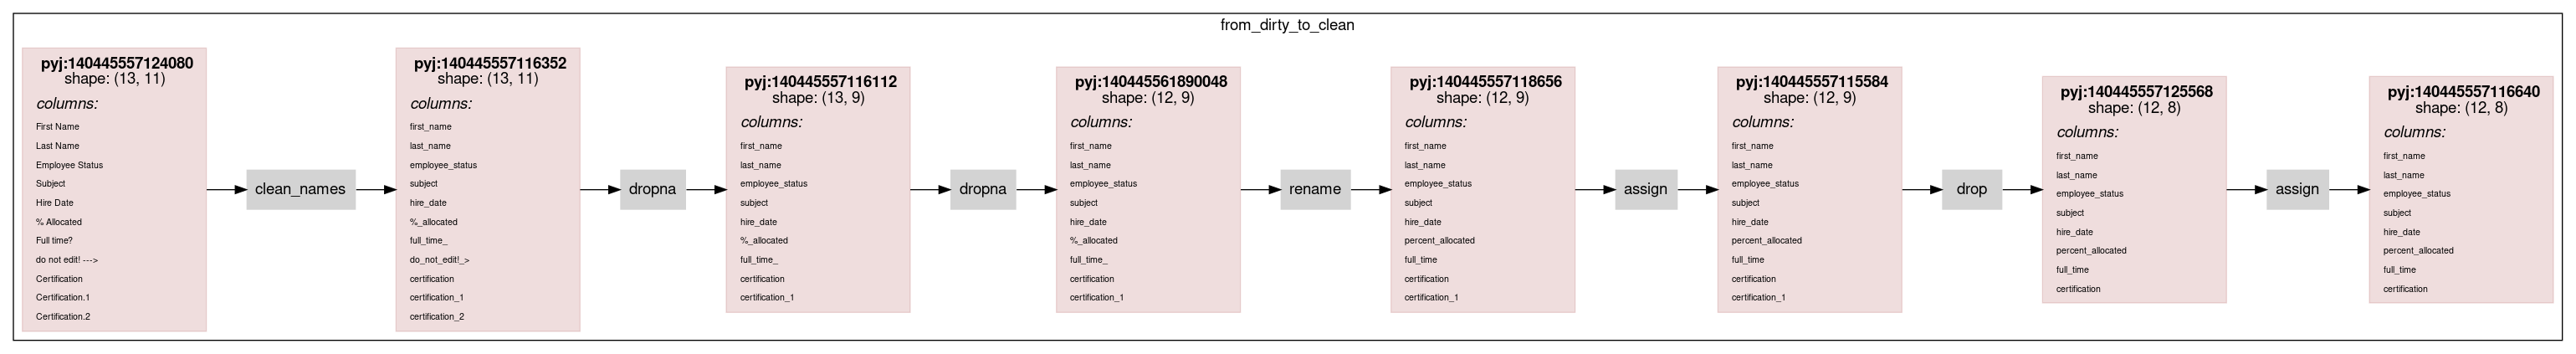 from_dirty_to_clean
pyj:140445557124080
shape: (13, 11)
columns:
First Name
Last Name
Employee Status
Subject
Hire Date
% Allocated
Full time?
do not edit! --->
Certification
Certification.1
Certification.2
clean_names
pyj:140445557116352
shape: (13, 11)
columns:
first_name
last_name
employee_status
subject
hire_date
%_allocated
full_time_
do_not_edit!_>
certification
certification_1
certification_2
dropna
pyj:140445557116112
shape: (13, 9)
columns:
first_name
last_name
employee_status
subject
hire_date
%_allocated
full_time_
certification
certification_1
dropna
pyj:140445561890048
shape: (12, 9)
columns:
first_name
last_name
employee_status
subject
hire_date
%_allocated
full_time_
certification
certification_1
rename
pyj:140445557118656
shape: (12, 9)
columns:
first_name
last_name
employee_status
subject
hire_date
percent_allocated
full_time
certification
certification_1
assign
pyj:140445557115584
shape: (12, 9)
columns:
first_name
last_name
employee_status
subject
hire_date
percent_allocated
full_time
certification
certification_1
drop
pyj:140445557125568
shape: (12, 8)
columns:
first_name
last_name
employee_status
subject
hire_date
percent_allocated
full_time
certification
assign
pyj:140445557116640
shape: (12, 8)
columns:
first_name
last_name
employee_status
subject
hire_date
percent_allocated
full_time
certification